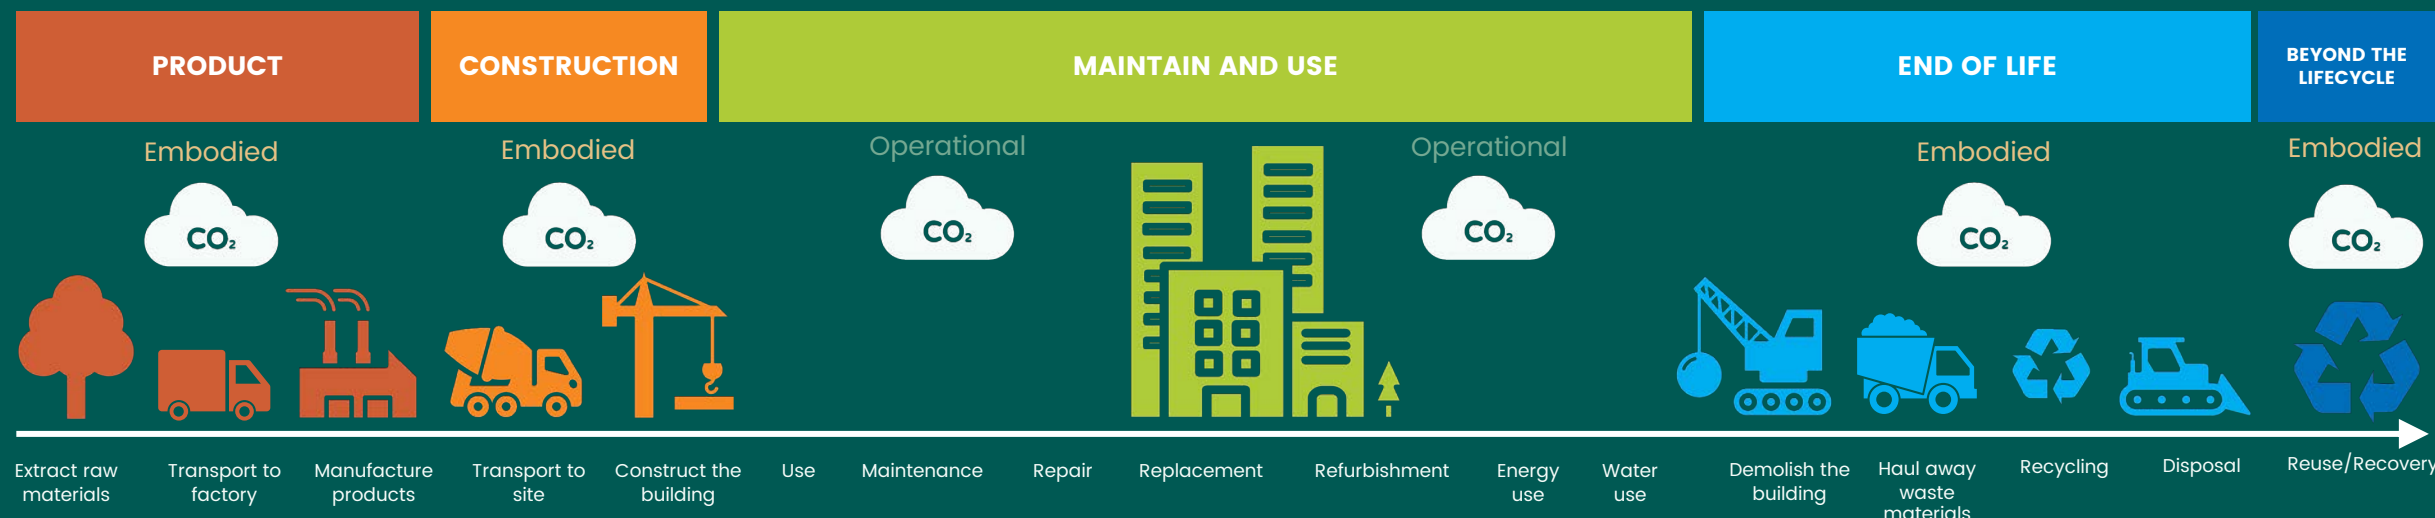 PRODUCT
CONSTRUCTION
MAINTAIN AND USE
END OF LIFE
BEYOND THE
LIFECYCLE
Embodied
Embodied
Operational
Operational
Embodied
Embodied
CO₂
CO₂
CO₂
CO₂
CO₂
CO₂
Extract raw
materials
Transport to
factory
Manufacture
products
Transport to
site
Construct the
building
Use
Maintenance
Repair
Replacement
Refurbishment
Energy
use
Water
use
Demolish the
building
Haul away
waste
materials
Recycling
Disposal
Reuse/Recovery